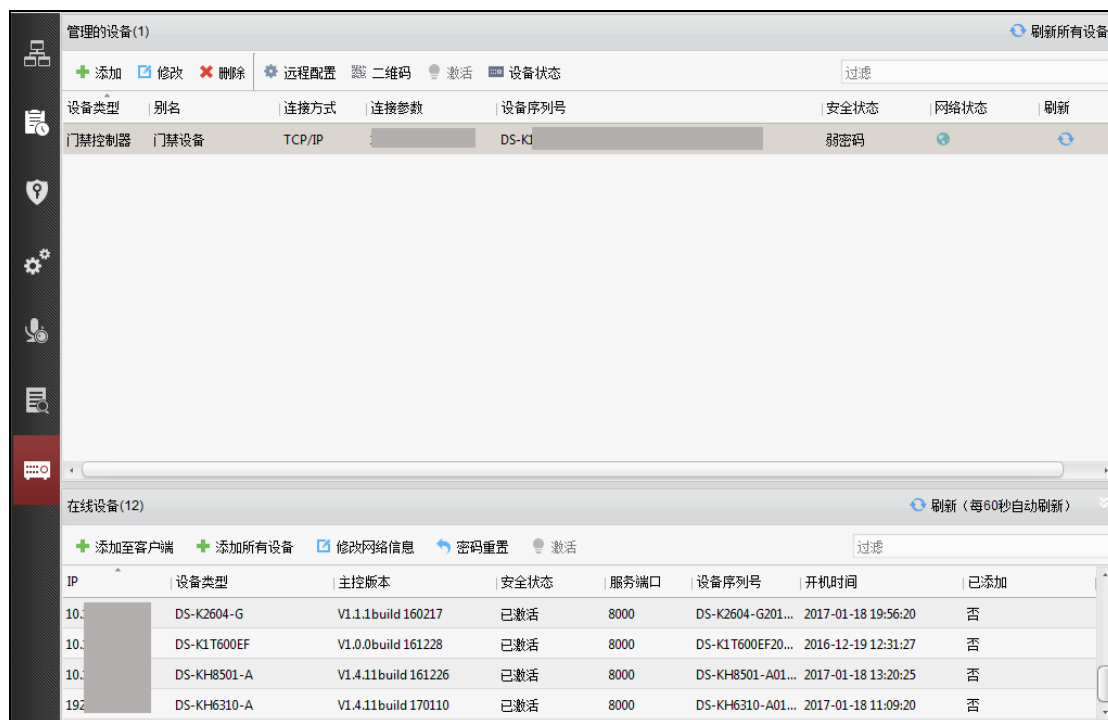 管理的设备(1) 刷新所有设备
添加 修改 删除 远程配置 二维码 激活 设备状态 过滤
设备类型 别名 连接方式 连接参数 设备序列号 安全状态 网络状态 刷新
门禁控制器 门禁设备 TCP/IP DS-K1 弱密码
在线设备(12) 刷新（每60秒自动刷新）
添加至客户端 添加所有设备 修改网络信息 密码重置 激活 过滤
IP 设备类型 主控版本 安全状态 服务端口 设备序列号 开机时间 已添加
10. DS-K2604-G V1.1.1build 160217 已激活 8000 DS-K2604-G201... 2017-01-18 19:56:20 否
10. DS-K1T600EF V1.0.0build 161228 已激活 8000 DS-K1T600EF20... 2016-12-19 12:31:27 否
10. DS-KH8501-A V1.4.11build 161226 已激活 8000 DS-KH8501-A01... 2017-01-18 13:20:25 否
192 DS-KH6310-A V1.4.11build 170110 已激活 8000 DS-KH6310-A01... 2017-01-18 11:09:20 否